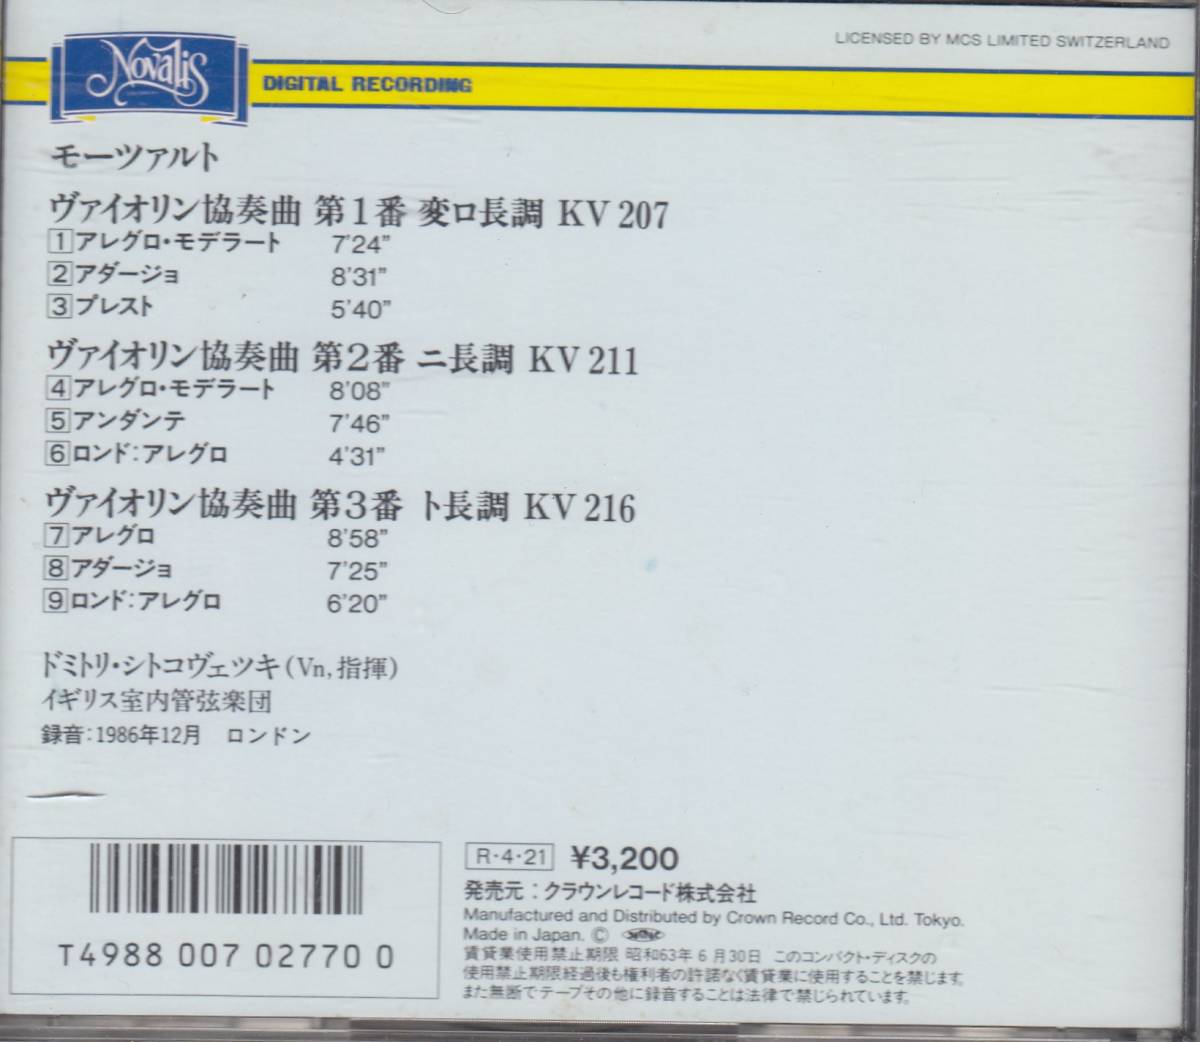 LICENSED BY MCS LIMITED SWITZERLAND
Novalis
DIGITAL RECORDING
モーツァルト
ヴァイオリン協奏曲 第1番 変ロ長調 KV 207
1 アレグロ・モデラート 7'24"
2 アダージョ 8'31"
3 プレスト 5'40"
ヴァイオリン協奏曲 第2番 ニ長調 KV 211
4 アレグロ・モデラート 8'08"
5 アンダンテ 7'46"
6 ロンド：アレグロ 4'31"
ヴァイオリン協奏曲 第3番 ト長調 KV 216
7 アレグロ 8'58"
8 アダージョ 7'25"
9 ロンド：アレグロ 6'20"
ドミトリ・シトコヴェツキ（Vn, 指揮）
イギリス室内管弦楽団
録音：1986年12月 ロンドン
T4988 007 02770 0
R・4・21 ¥3,200
発売元：クラウンレコード株式会社
Manufactured and Distributed by Crown Record Co., Ltd. Tokyo.
Made in Japan. Ⓒ
賃貸業使用禁止期限 昭和63年6月30日 このコンパクト・ディスクの
使用禁止期限経過後も権利者の許諾なく賃貸業に使用することを禁じます。
また無断でテープその他に録音することは法律で禁じられています。